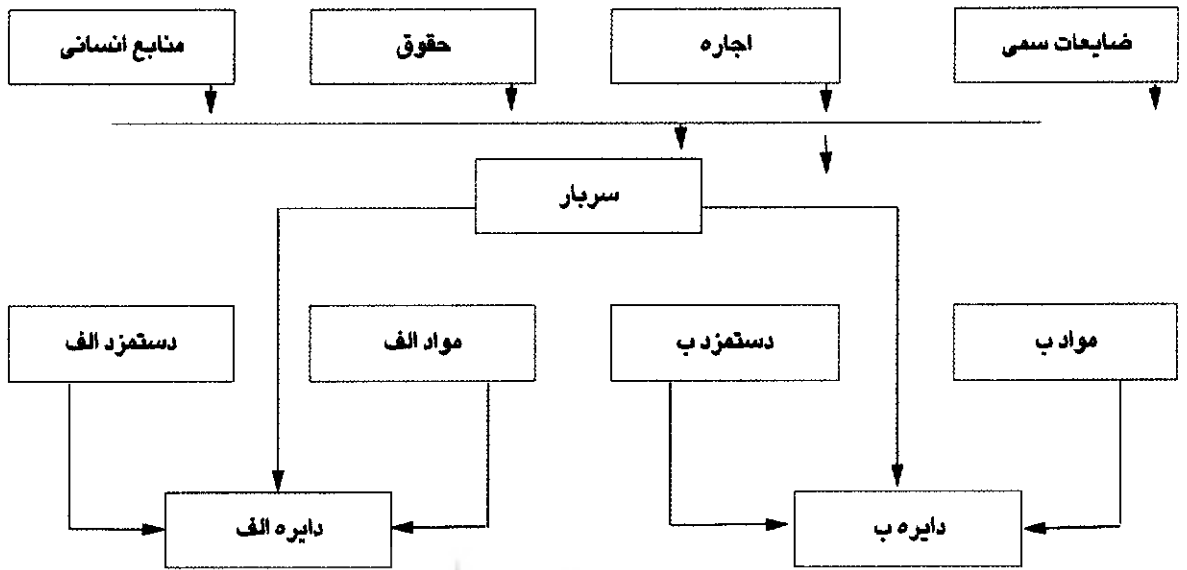 ضایعات سمی
اجاره
حقوق
منابع انسانی
سربار
مواد ب
دستمزد ب
مواد الف
دستمزد الف
دایره ب
دایره الف